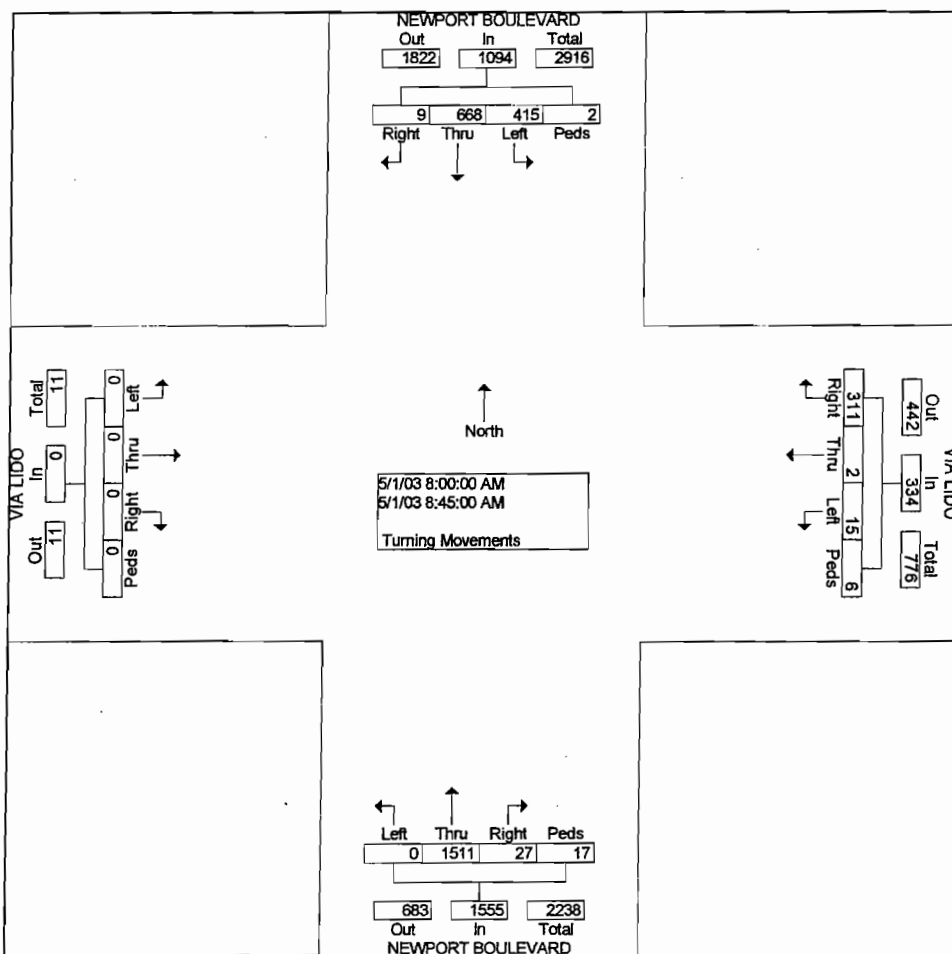 NEWPORT BOULEVARD
Out In Total
1822 1094 2916
9 668 415 2
Right Thru Left Peds
VIA LIDO
Total In Out
11 0 11
0 0 0 0
Left Thru Right Peds
North
5/1/03 8:00:00 AM
5/1/03 8:45:00 AM
Turning Movements
Right Thru Left Peds
311 2 15 6
Out In Total
442 334 776
VIA LIDO
Left Thru Right Peds
0 1511 27 17
683 1555 2238
Out In Total
NEWPORT BOULEVARD